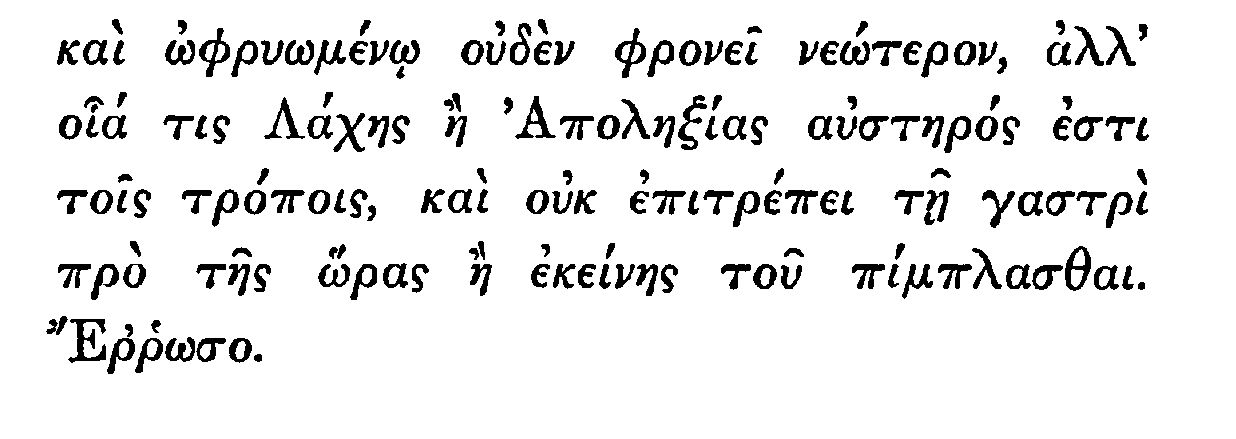 καὶ ὠφρυωμένῳ οὐδὲν φρονεῖ νεώτερον, ἀλλ’
οἷά τις Λάχης ἢ Ἀποληξίας αὐστηρός ἐστι
τοῖς τρόποις, καὶ οὐκ ἐπιτρέπει τῇ γαστρὶ
πρὸ τῆς ὥρας ἢ ἐκείνης τοῦ πίμπλασθαι.
Ἔῤῥωσο.